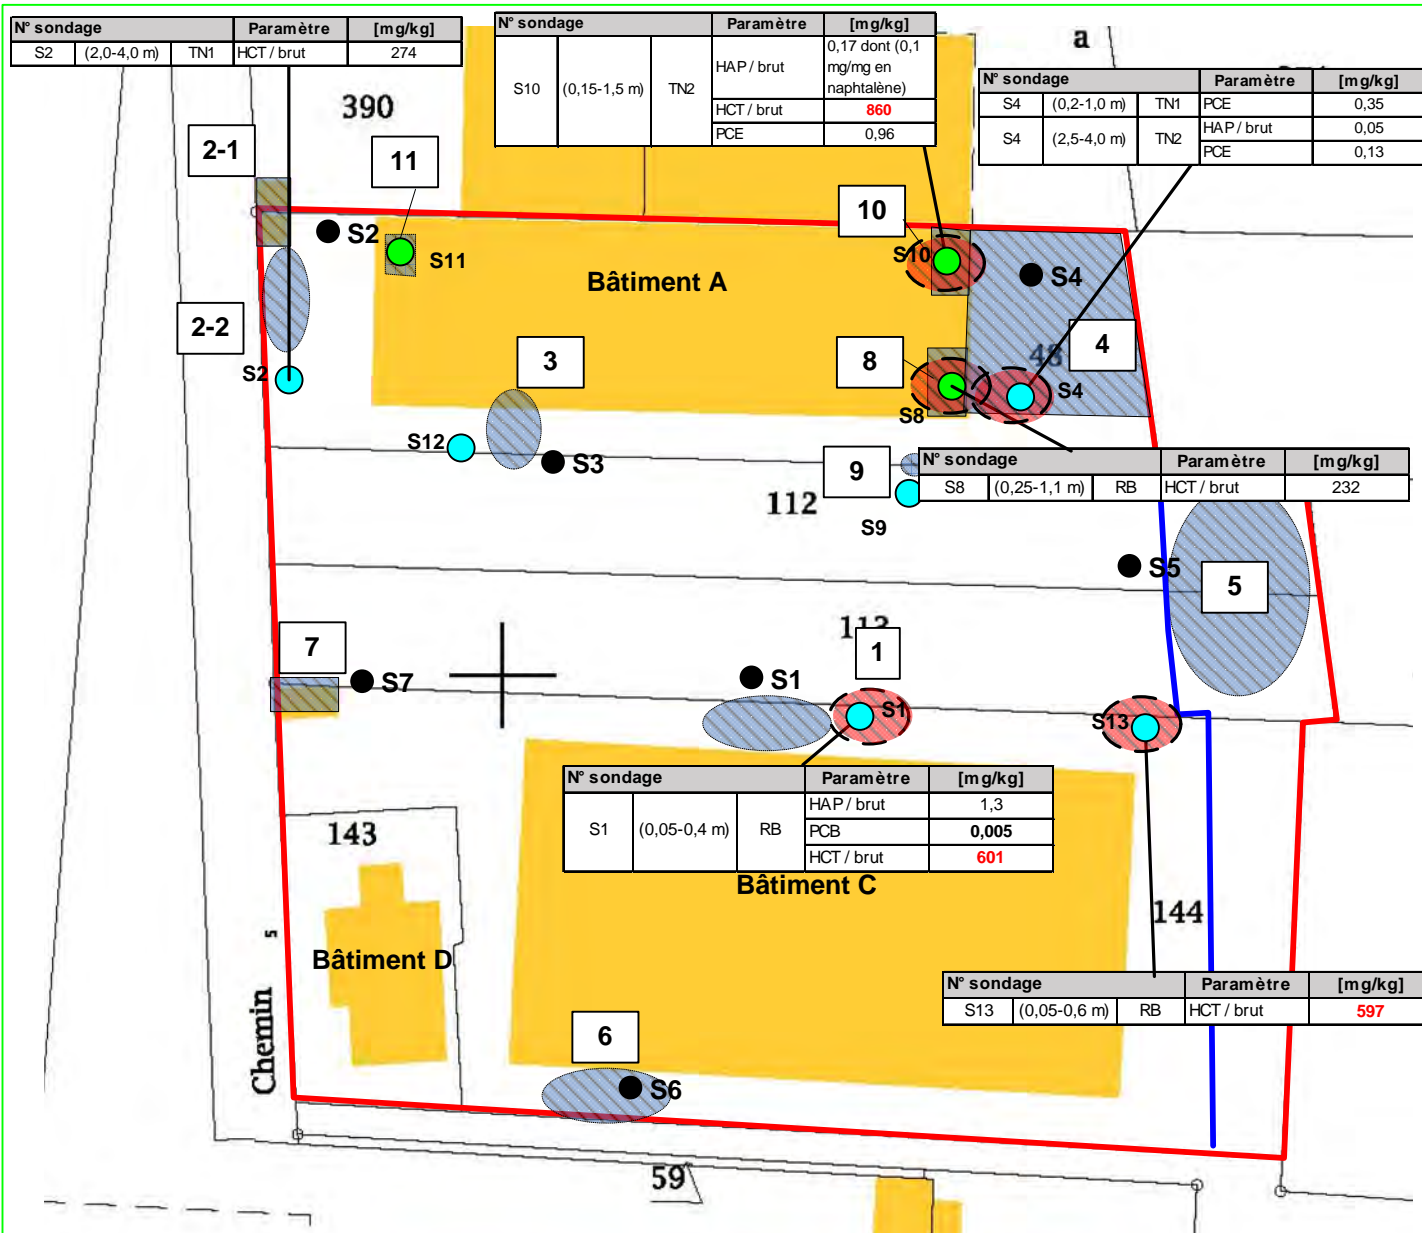 N° sondage Paramètre [mg/kg]
S2 (2,0-4,0 m) TN1 HCT / brut 274
N° sondage Paramètre [mg/kg]
S10 (0,15-1,5 m) TN2 HAP / brut 0,17 dont (0,1
mg/mg en
naphtalène)
HCT / brut 860
PCE 0,96
a
N° sondage Paramètre [mg/kg]
S4 (0,2-1,0 m) TN1 PCE 0,35
S4 (2,5-4,0 m) TN2 HAP / brut 0,05
PCE 0,13
390
2-1
11
10
S2
S11
S10
Bâtiment A
S4
2-2
3
8
48
4
S2
S8
S4
S12
S3
9
N° sondage Paramètre [mg/kg]
S8 (0,25-1,1 m) RB HCT / brut 232
112
S9
S5
5
113
7
1
S7
S1
S1
S13
N° sondage Paramètre [mg/kg]
S1 (0,05-0,4 m) RB HAP / brut 1,3
PCB 0,005
HCT / brut 601
143
Bâtiment C
144
5
Bâtiment D
N° sondage Paramètre [mg/kg]
S13 (0,05-0,6 m) RB HCT / brut 597
Chemin
6
S6
59